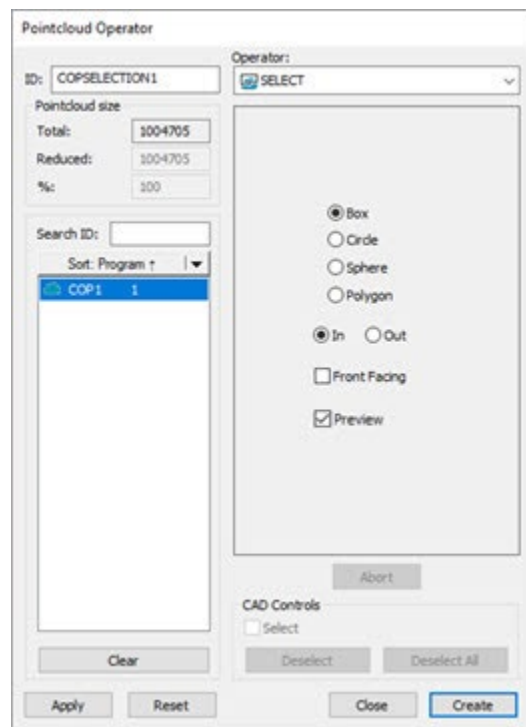 Pointcloud Operator
ID: COPSELECTION1
Operator:
SELECT
Pointcloud size
Total: 1004705
Reduced: 1004705
%: 100
Search ID:
Sort: Program ↑
COP1 1
Box
Circle
Sphere
Polygon
In Out
Front Facing
Preview
Abort
CAD Controls
Select
Deselect Deselect All
Clear
Apply Reset Close Create